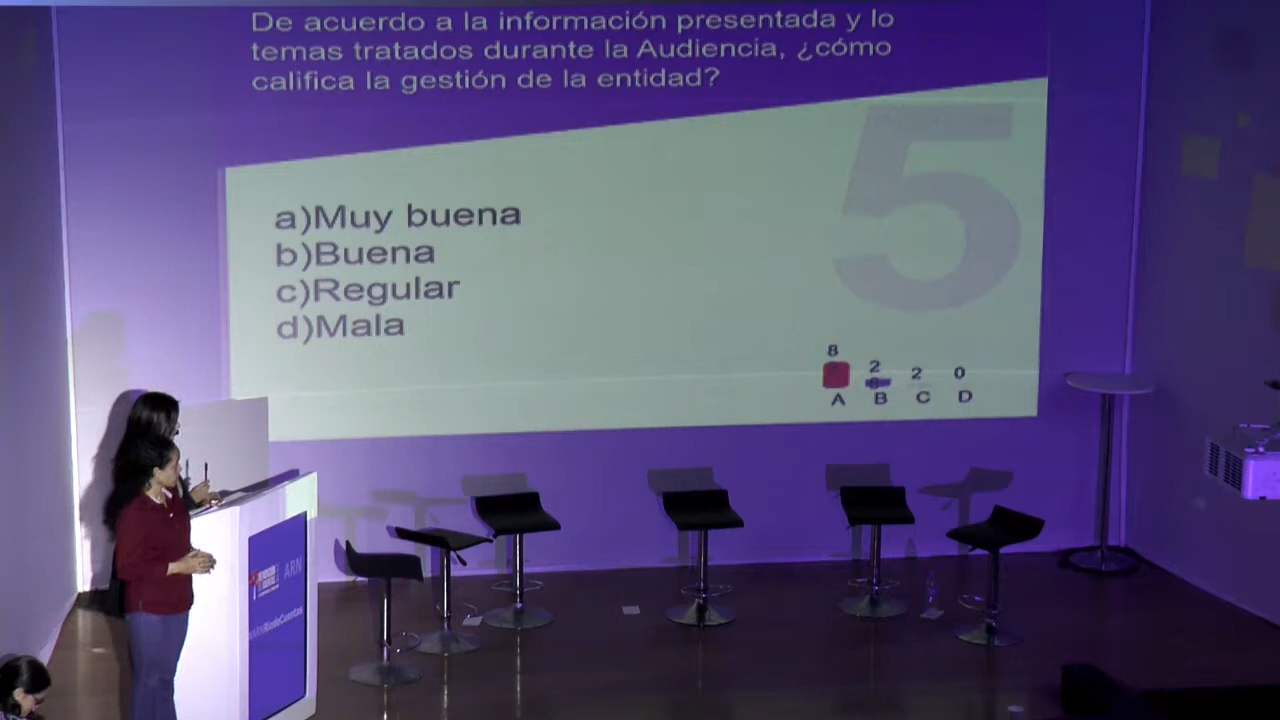 De acuerdo a la información presentada y lo
temas tratados durante la Audiencia, ¿cómo
califica la gestión de la entidad?
5
a)Muy buena
b)Buena
c)Regular
d)Mala
8 2 2 0
A B C D
ARN
#ARNRindeCuentas